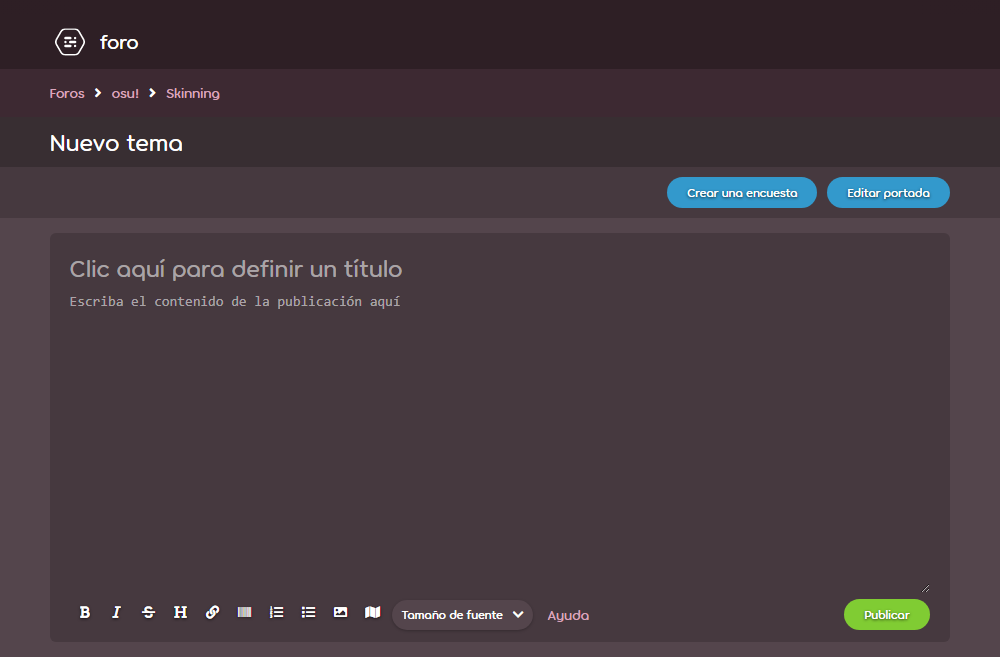 foro
Foros > osu! > Skinning
Nuevo tema
Crear una encuesta Editar portada
Clic aquí para definir un título
Escriba el contenido de la publicación aquí
B I S H Tamaño de fuente Ayuda Publicar